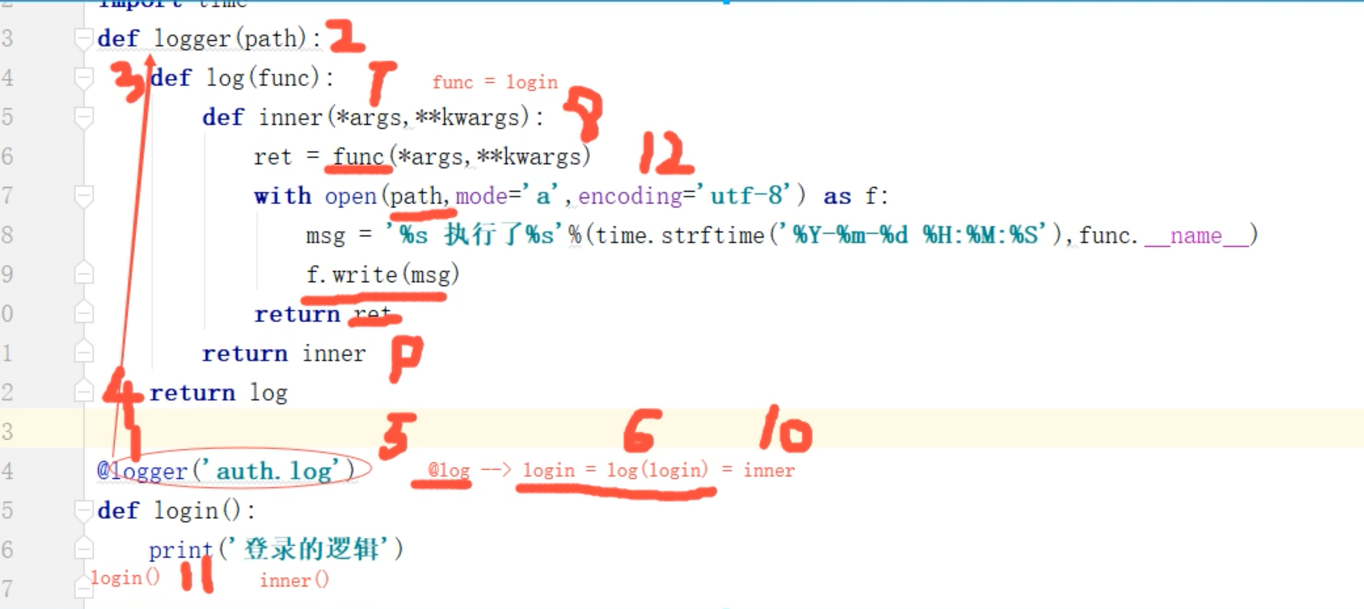 2 import time
3 def logger(path): 2
4 3 def log(func): 7 func = login
5 def inner(*args,**kwargs): 8
6 ret = func(*args,**kwargs) 12
7 with open(path,mode='a',encoding='utf-8') as f:
8 msg = '%s 执行了%s'%(time.strftime('%Y-%m-%d %H:%M:%S'),func.__name__)
9 f.write(msg)
0 return ret
1 return inner 9
2 4 return log
3 1 5 6 10
4 @logger('auth.log') @log --> login = log(login) = inner
5 def login():
6 print('登录的逻辑')
7 login() 11 inner()